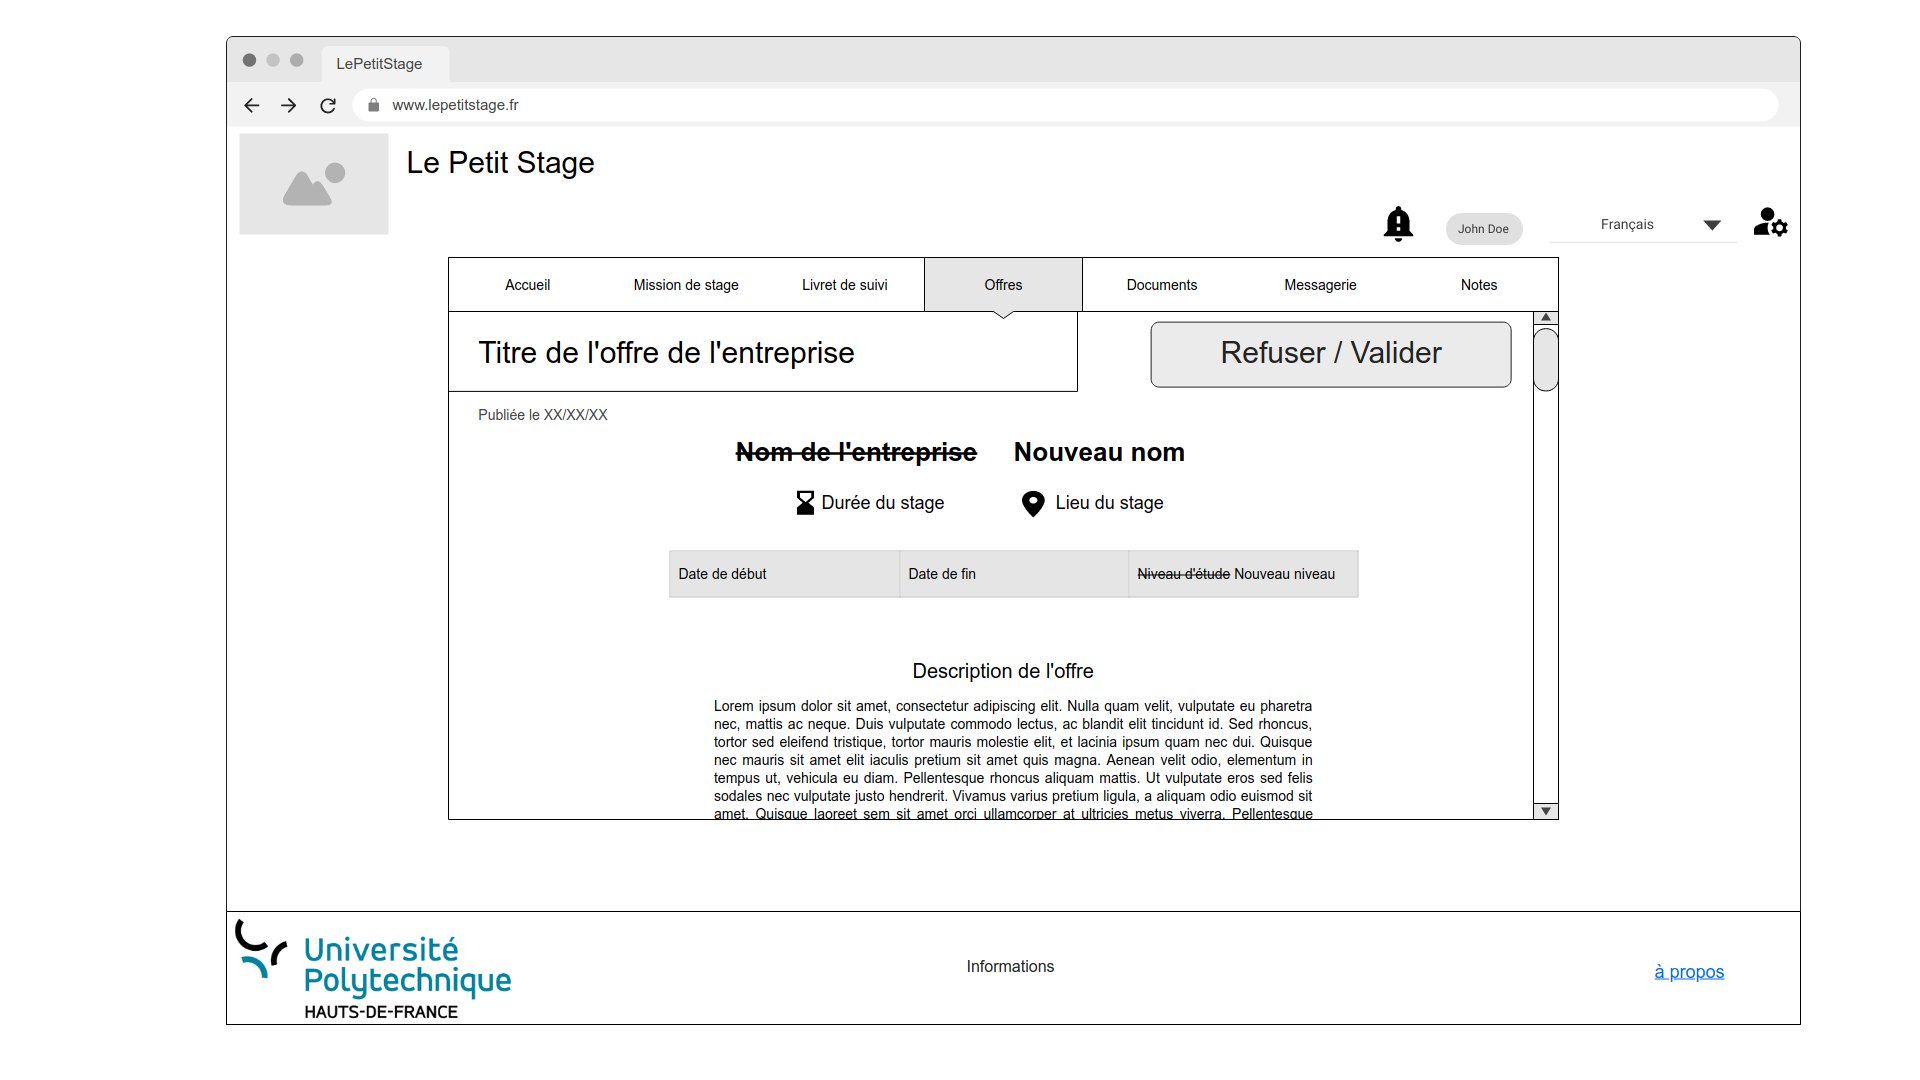 LePetitStage
www.lepetitstage.fr
Le Petit Stage
John Doe
Français
Accueil
Mission de stage
Livret de suivi
Offres
Documents
Messagerie
Notes
Titre de l'offre de l'entreprise
Refuser / Valider
Publiée le XX/XX/XX
Nom de l'entreprise Nouveau nom
Durée du stage
Lieu du stage
Date de début
Date de fin
Niveau d'étude Nouveau niveau
Description de l'offre
Lorem ipsum dolor sit amet, consectetur adipiscing elit. Nulla quam velit, vulputate eu pharetra
nec, mattis ac neque. Duis vulputate commodo lectus, ac blandit elit tincidunt id. Sed rhoncus,
tortor sed eleifend tristique, tortor mauris molestie elit, et lacinia ipsum quam nec dui. Quisque
nec mauris sit amet elit iaculis pretium sit amet quis magna. Aenean velit odio, elementum in
tempus ut, vehicula eu diam. Pellentesque rhoncus aliquam mattis. Ut vulputate eros sed felis
sodales nec vulputate justo hendrerit. Vivamus varius pretium ligula, a aliquam odio euismod sit
amet. Quisque laoreet sem sit amet orci ullamcorper at ultricies metus viverra. Pellentesque
Université
Polytechnique
HAUTS-DE-FRANCE
Informations
à propos